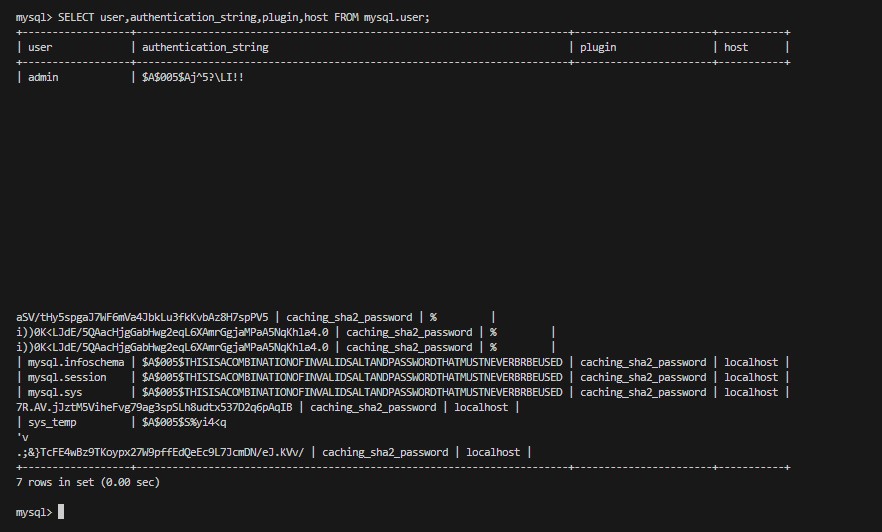 mysql> SELECT user,authentication_string,plugin,host FROM mysql.user;
+------------------+------------------------------------------------------------------------+-----------------------+-----------+
| user             | authentication_string                                                  | plugin                | host      |
+------------------+------------------------------------------------------------------------+-----------------------+-----------+
| admin            | $A$005$Aj^5?\LI!!
aSV/tHy5spgaJ7WF6mVa4JbkLu3fkKvbAz8H7spPV5 | caching_sha2_password | %         |
i))0K<LJdE/5QAacHjgGabHwg2eqL6XAmrGgjaMPaA5NqKhla4.0 | caching_sha2_password | %         |
i))0K<LJdE/5QAacHjgGabHwg2eqL6XAmrGgjaMPaA5NqKhla4.0 | caching_sha2_password | %         |
| mysql.infoschema | $A$005$THISISACOMBINATIONOFINVALIDSALTANDPASSWORDTHATMUSTNEVERBRBEUSED | caching_sha2_password | localhost |
| mysql.session    | $A$005$THISISACOMBINATIONOFINVALIDSALTANDPASSWORDTHATMUSTNEVERBRBEUSED | caching_sha2_password | localhost |
| mysql.sys        | $A$005$THISISACOMBINATIONOFINVALIDSALTANDPASSWORDTHATMUSTNEVERBRBEUSED | caching_sha2_password | localhost |
7R.AV.jJztM5ViheFvg79ag3spSLh8udtx537D2q6pAqIB | caching_sha2_password | localhost |
| sys_temp         | $A$005$S%yi4<q
'v
.;&}TcFE4wBz9TKoypx27W9pffEdQeEc9L7JcmDN/eJ.KVv/ | caching_sha2_password | localhost |
+------------------+------------------------------------------------------------------------+-----------------------+-----------+
7 rows in set (0.00 sec)
mysql>